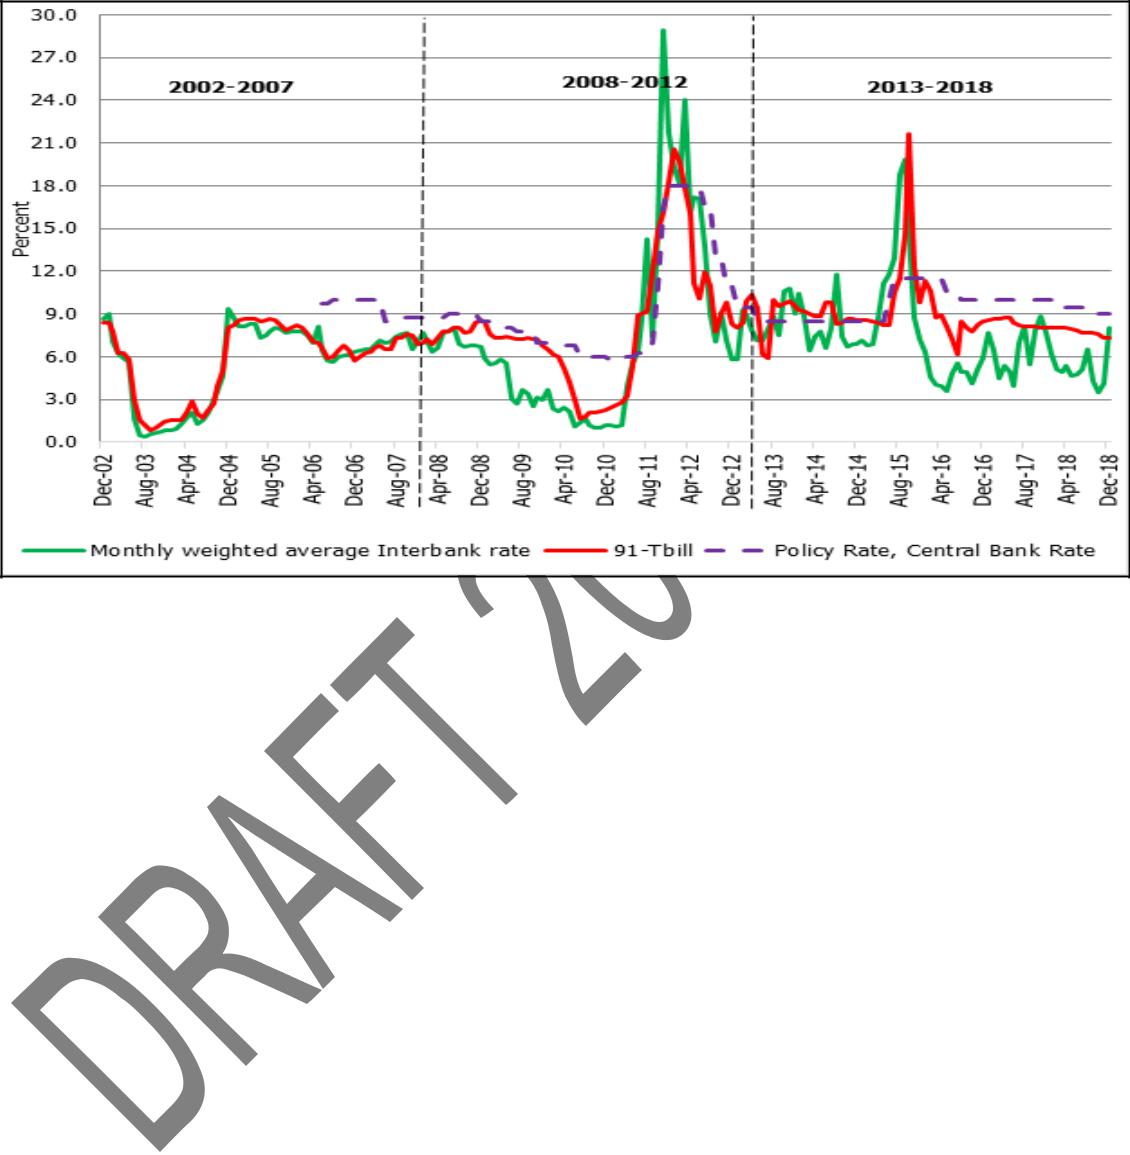 30.0
27.0
24.0
21.0
18.0
15.0
12.0
9.0
6.0
3.0
0.0
Percent
2002-2007
2008-2012
2013-2018
Dec-02
Aug-03
Apr-04
Dec-04
Aug-05
Apr-06
Dec-06
Aug-07
Apr-08
Dec-08
Aug-09
Apr-10
Dec-10
Aug-11
Apr-12
Dec-12
Aug-13
Apr-14
Dec-14
Aug-15
Apr-16
Dec-16
Aug-17
Apr-18
Dec-18
Monthly weighted average Interbank rate
91-Tbill
Policy Rate, Central Bank Rate
DRAFT 20